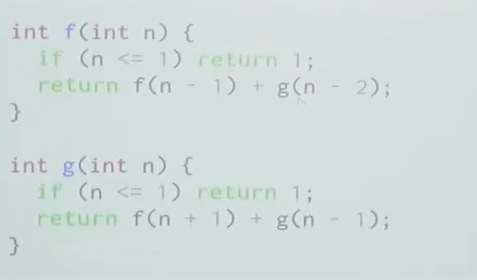 int f(int n) {
if (n <= 1) return 1;
return f(n - 1) + g(n - 2);
}
int g(int n) {
if (n <= 1) return 1;
return f(n + 1) + g(n - 1);
}